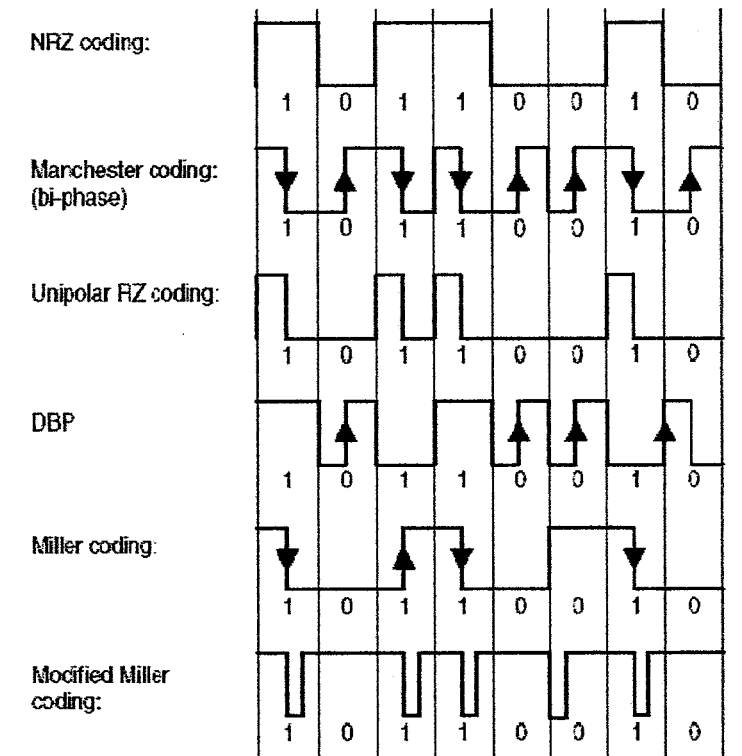 NRZ coding:
1 0 1 1 0 0 1 0
Manchester coding:
(bi-phase)
1 0 1 1 0 0 1 0
Unipolar RZ coding:
1 0 1 1 0 0 1 0
DBP
1 0 1 1 0 0 1 0
Miller coding:
1 0 1 1 0 0 1 0
Modified Miller
coding:
1 0 1 1 0 0 1 0